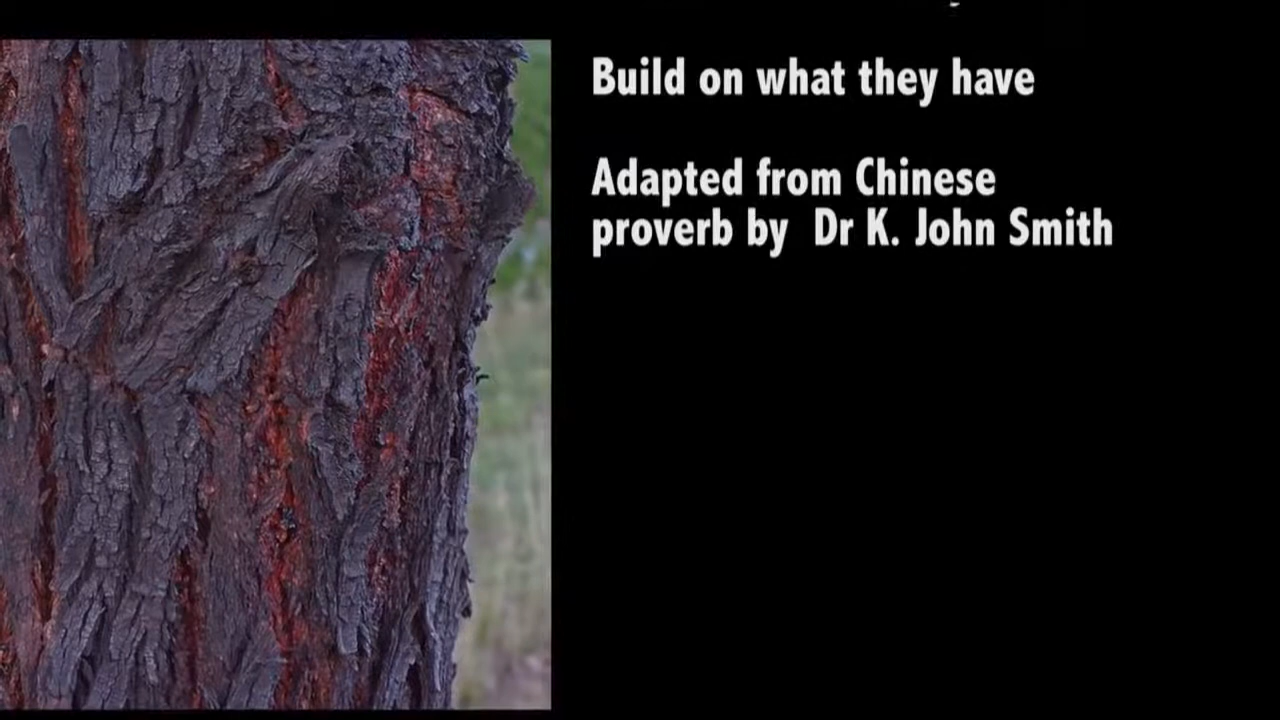 Build on what they have
Adapted from Chinese
proverb by  Dr K. John Smith